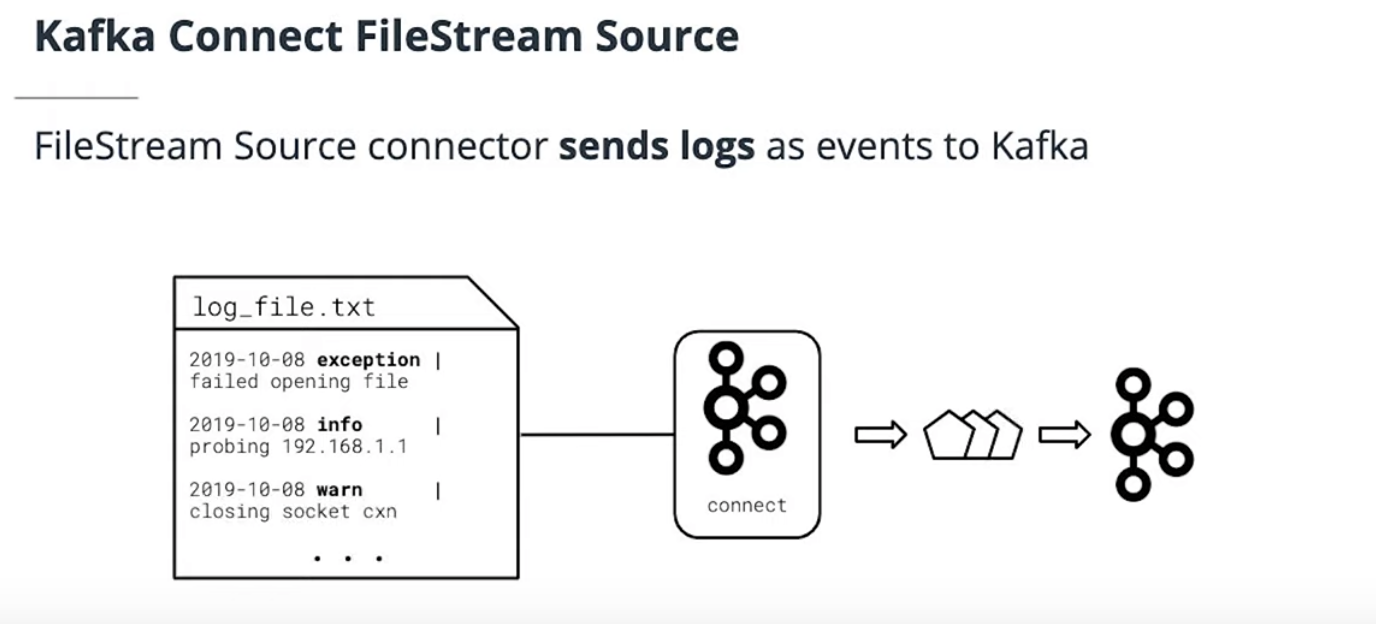 Kafka Connect FileStream Source
FileStream Source connector sends logs as events to Kafka
log_file.txt
2019-10-08 exception |
failed opening file
2019-10-08 info |
probing 192.168.1.1
2019-10-08 warn |
closing socket cxn
. . .
connect